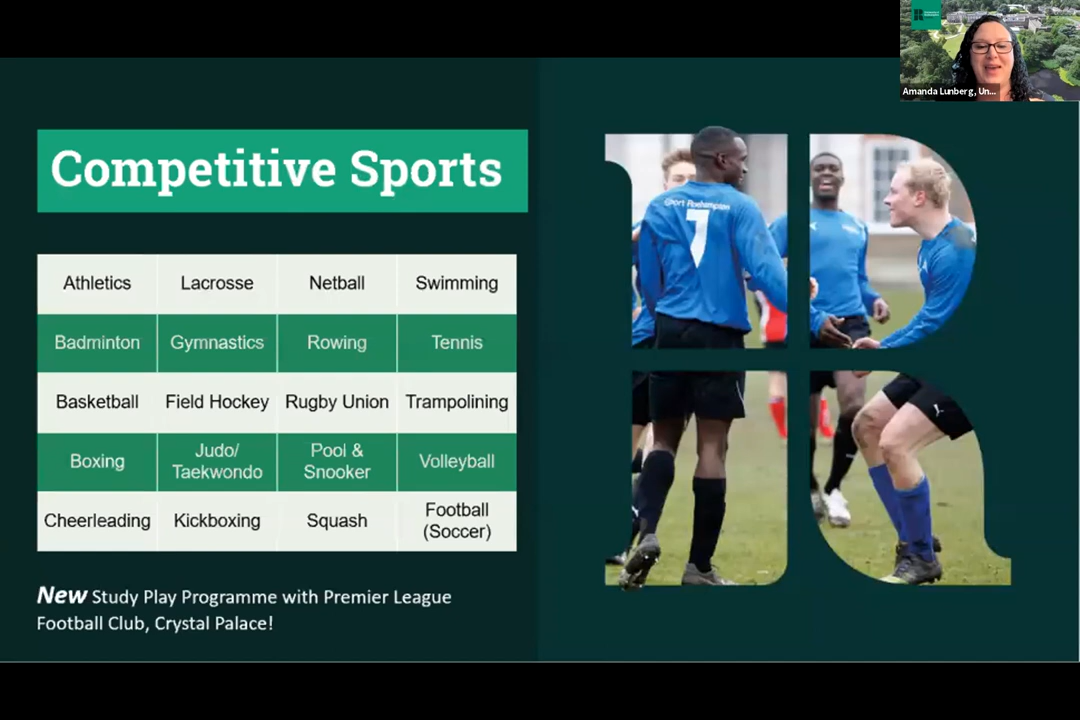 Amanda Lunberg, Un...
Competitive Sports
Sport Roehampton
7
Athletics Lacrosse Netball Swimming
Badminton Gymnastics Rowing Tennis
Basketball Field Hockey Rugby Union Trampolining
Boxing Judo/ Taekwondo Pool & Snooker Volleyball
Cheerleading Kickboxing Squash Football (Soccer)
New Study Play Programme with Premier League
Football Club, Crystal Palace!